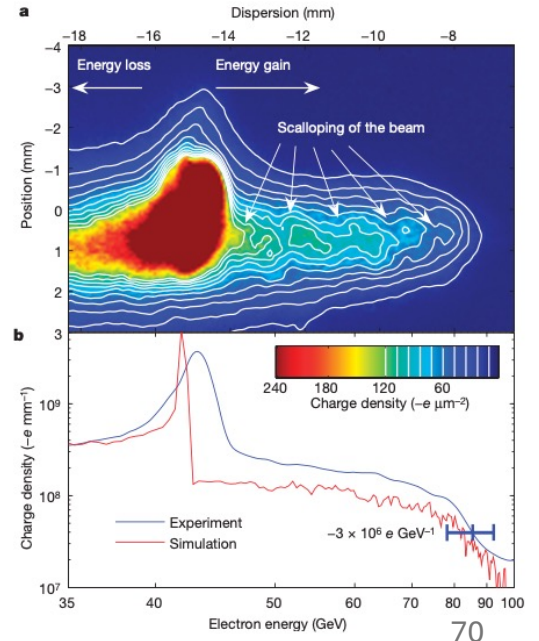 a
Dispersion (mm)
−18 −16 −14 −12 −10 −8
−4
−3
−2
−1
0
1
2
3
Position (mm)
Energy loss
Energy gain
Scalloping of the beam
b
10⁹
10⁸
10⁷
Charge density (−e mm⁻¹)
240 180 120 60
Charge density (−e µm⁻²)
Experiment
Simulation
−3 × 10⁶ e GeV⁻¹
35 40 50 60 70 80 90 100
Electron energy (GeV)
70